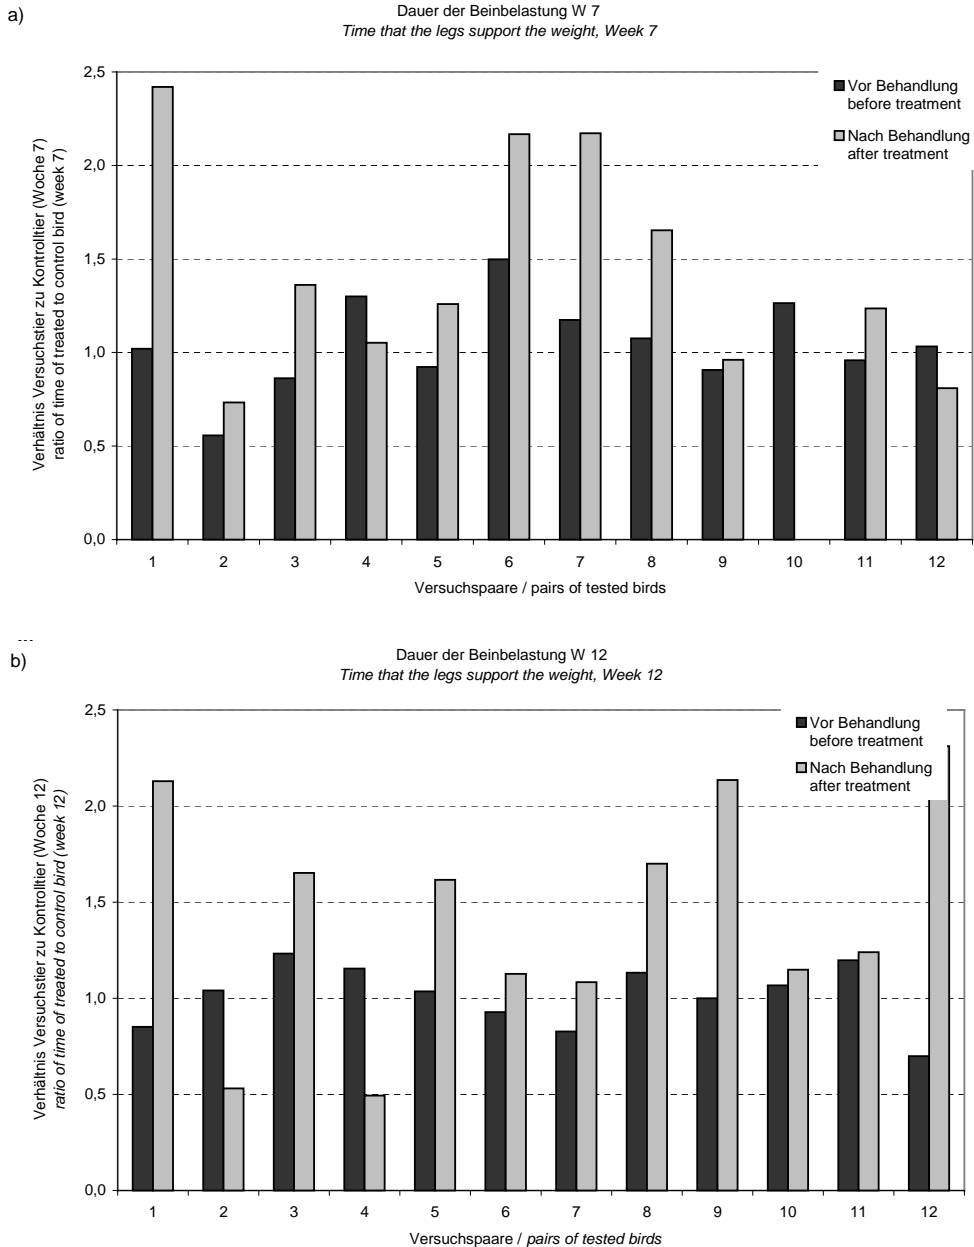 a)
Dauer der Beinbelastung W 7
Time that the legs support the weight, Week 7
Verhältnis Versuchstier zu Kontrolltier (Woche 7)
ratio of time of treated to control bird (week 7)
2,5
2,0
1,5
1,0
0,5
0,0
Vor Behandlung
before treatment
Nach Behandlung
after treatment
1 2 3 4 5 6 7 8 9 10 11 12
Versuchspaare / pairs of tested birds
b)
Dauer der Beinbelastung W 12
Time that the legs support the weight, Week 12
Verhältnis Versuchstier zu Kontrolltier (Woche 12)
ratio of time of treated to control bird (week 12)
2,5
2,0
1,5
1,0
0,5
0,0
Vor Behandlung
before treatment
Nach Behandlung
after treatment
1 2 3 4 5 6 7 8 9 10 11 12
Versuchspaare / pairs of tested birds